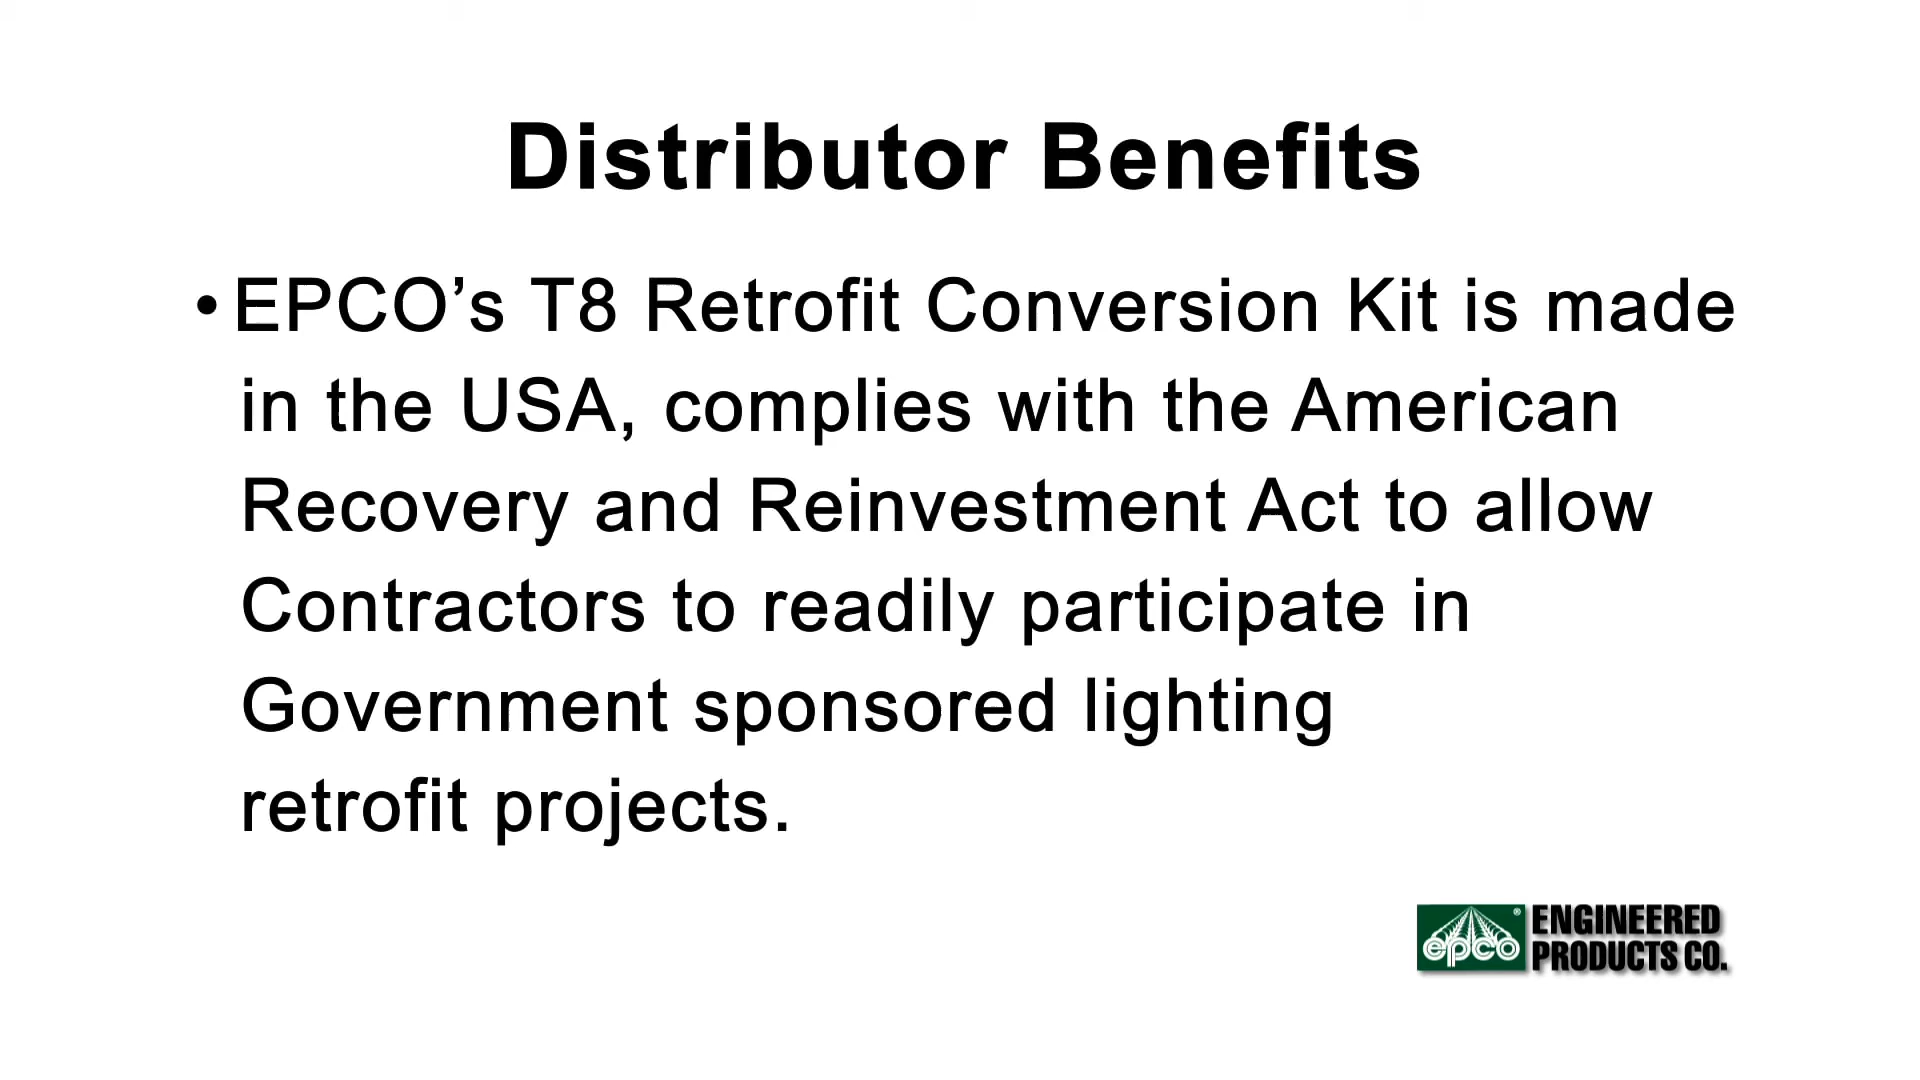 Distributor Benefits
• EPCO’s T8 Retrofit Conversion Kit is made
in the USA, complies with the American
Recovery and Reinvestment Act to allow
Contractors to readily participate in
Government sponsored lighting
retrofit projects.
epco® ENGINEERED
PRODUCTS CO.